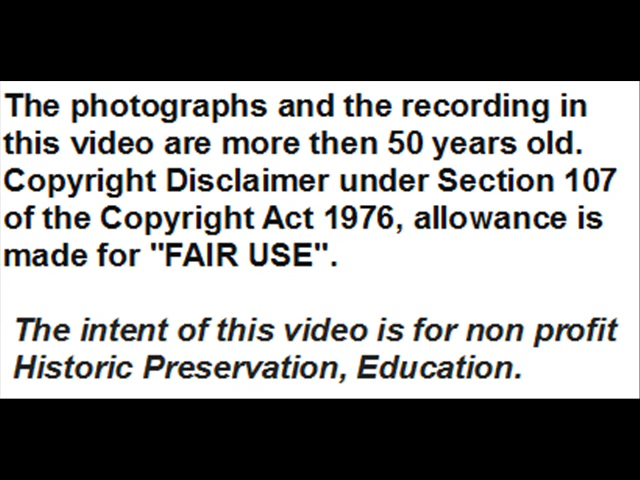 The photographs and the recording in
this video are more then 50 years old.
Copyright Disclaimer under Section 107
of the Copyright Act 1976, allowance is
made for "FAIR USE".
The intent of this video is for non profit
Historic Preservation, Education.